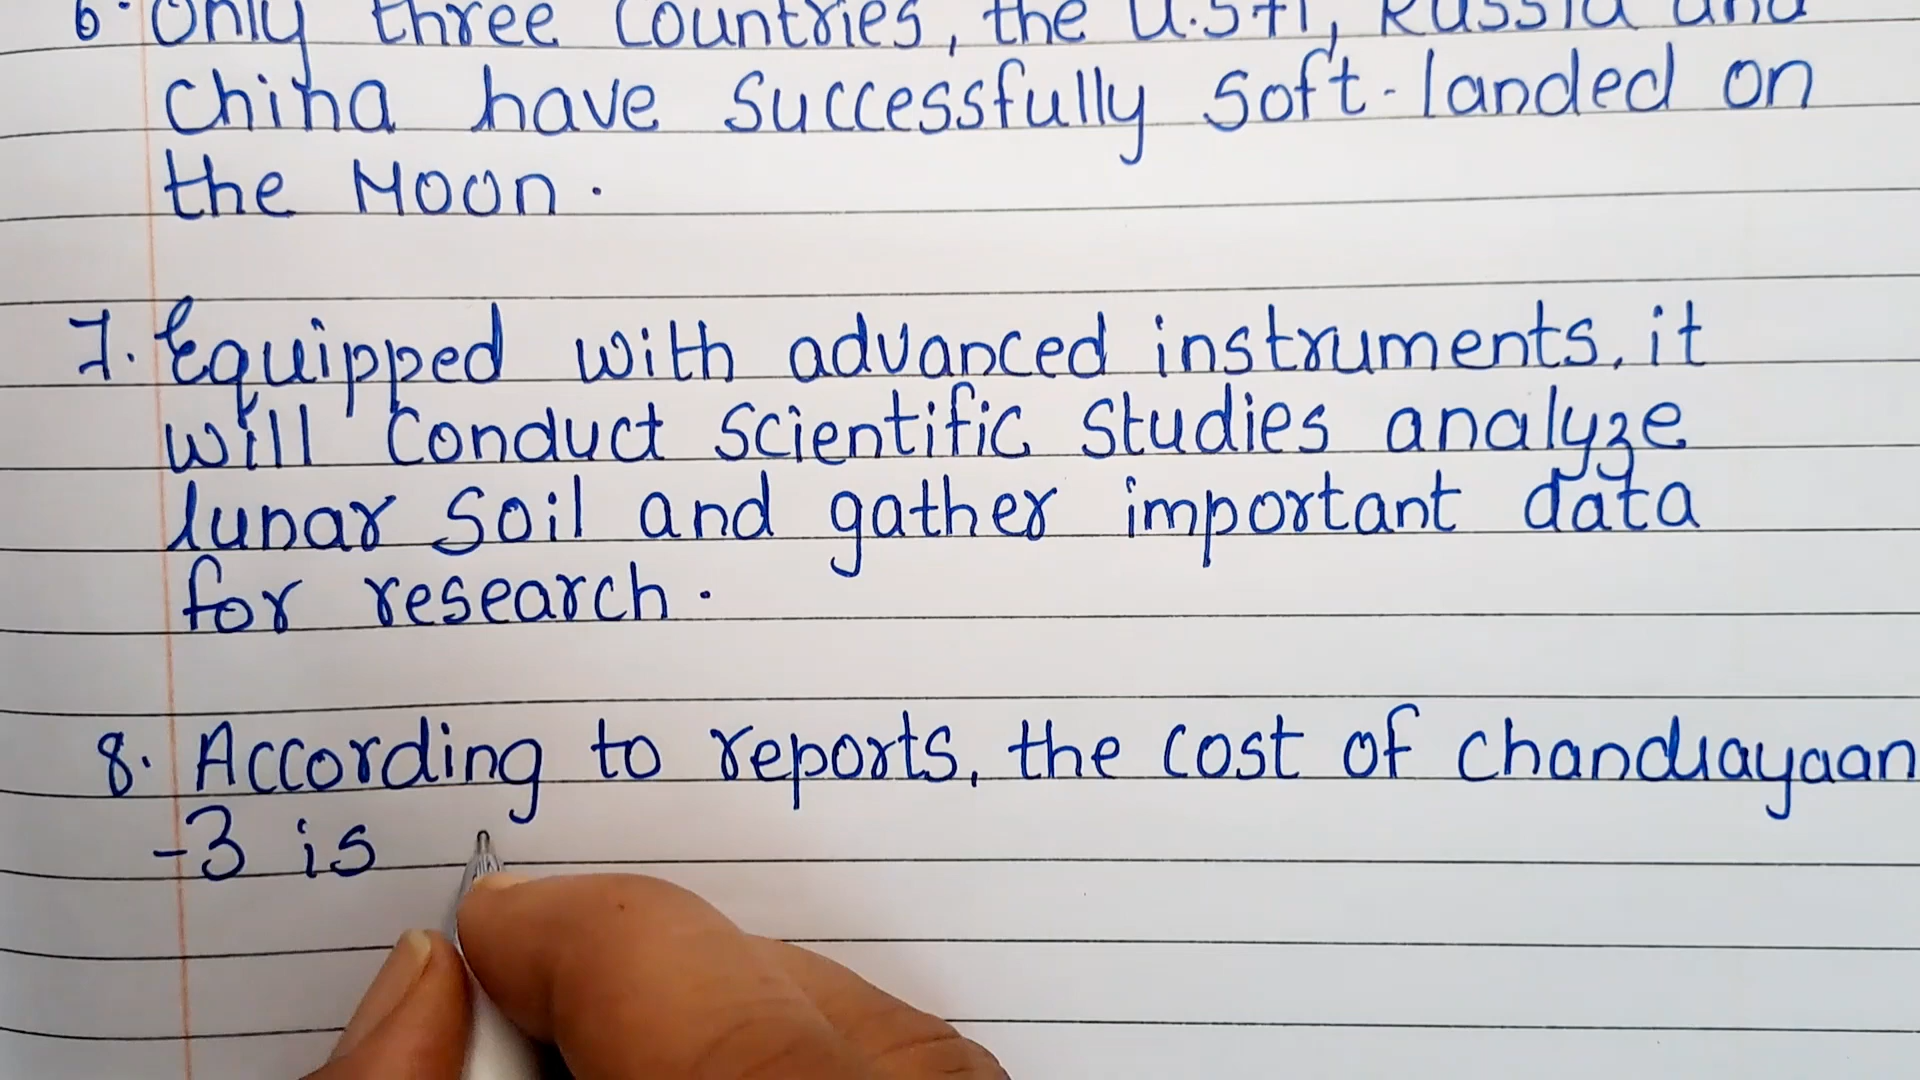 6. Only three Countries, the U.S.A, Russia and
China have Successfully Soft-landed on
the Moon.
7. Equipped with advanced instruments, it
will Conduct Scientific Studies analyze
lunar Soil and gather important data
for research.
8. According to reports, the cost of Chandrayaan
-3 is